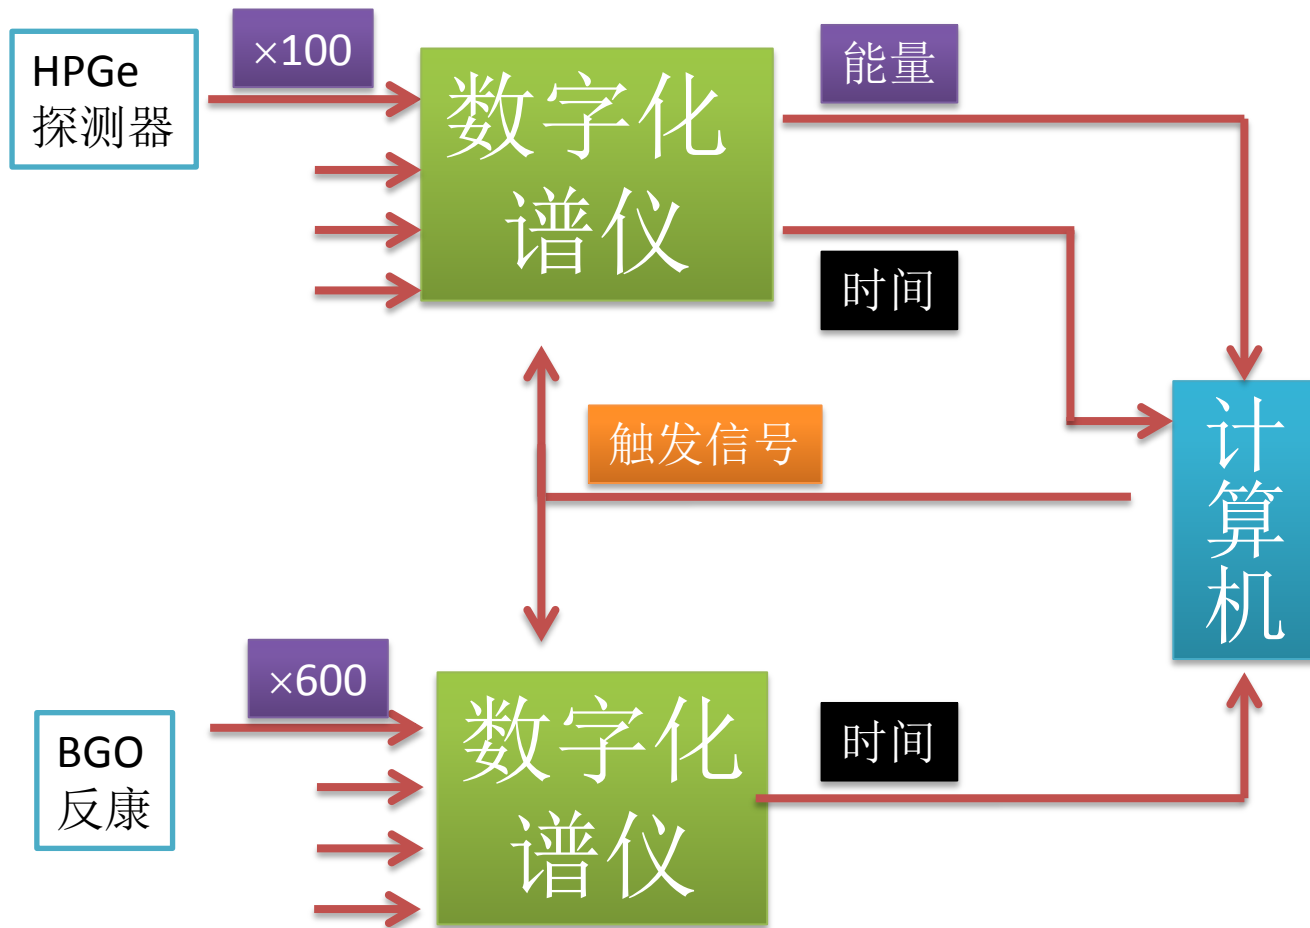 HPGe
探测器
×100
数字化
谱仪
能量
时间
触发信号
计
算
机
BGO
反康
×600
数字化
谱仪
时间